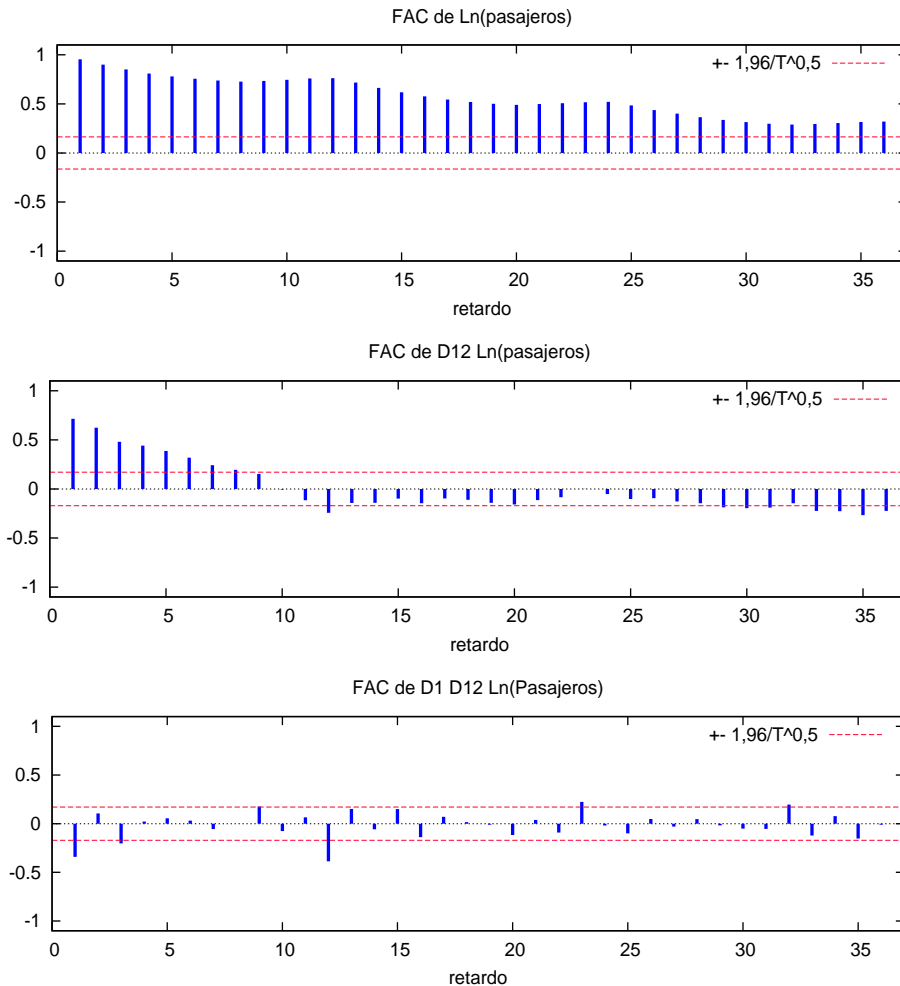 FAC de Ln(pasajeros)
1
+- 1,96/T^0,5
0.5
0
-0.5
-1
0 5 10 15 20 25 30 35
retardo
FAC de D12 Ln(pasajeros)
1
+- 1,96/T^0,5
0.5
0
-0.5
-1
0 5 10 15 20 25 30 35
retardo
FAC de D1 D12 Ln(Pasajeros)
1
+- 1,96/T^0,5
0.5
0
-0.5
-1
0 5 10 15 20 25 30 35
retardo